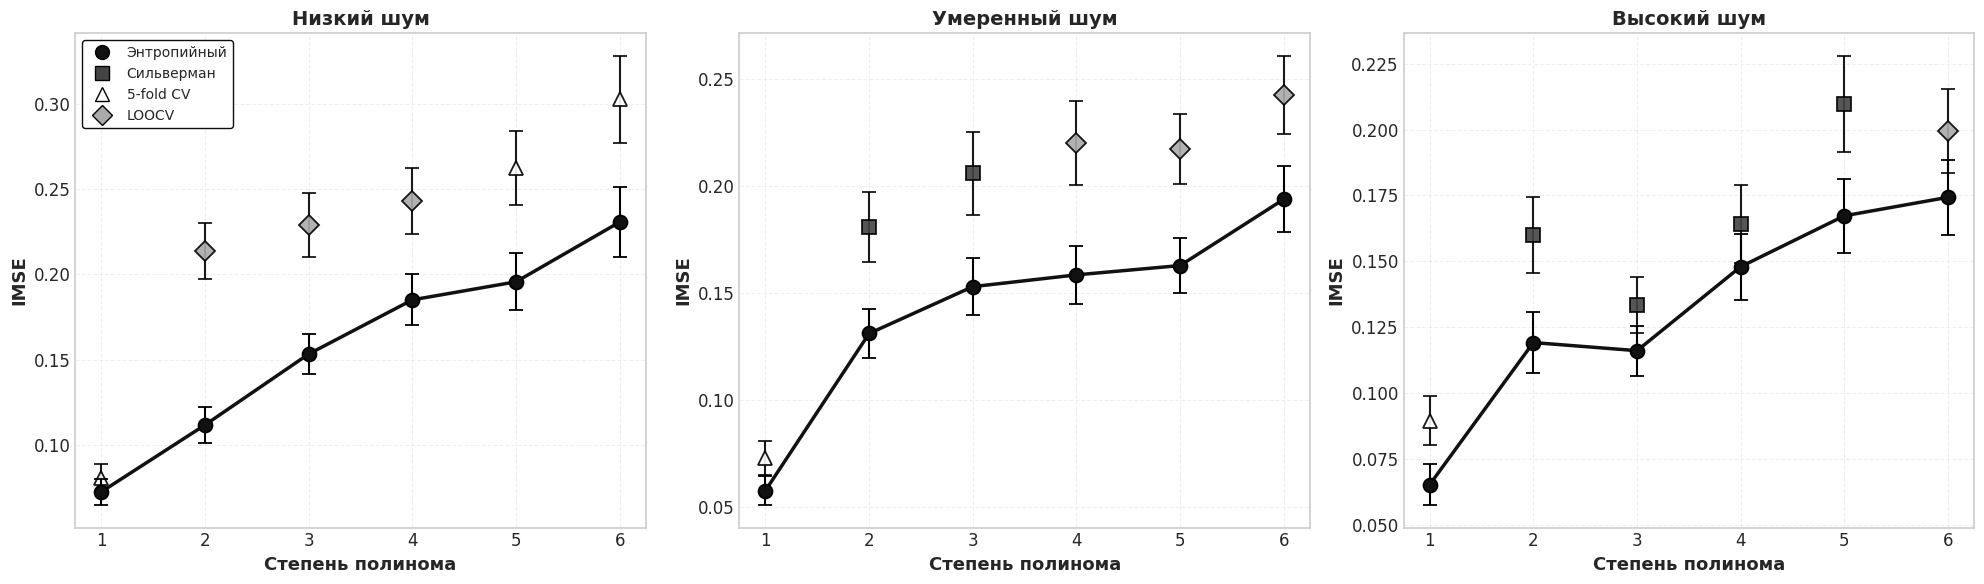 Низкий шум
Энтропийный
Сильверман
5-fold CV
LOOCV
IMSE
0.30
0.25
0.20
0.15
0.10
1 2 3 4 5 6
Степень полинома
Умеренный шум
IMSE
0.25
0.20
0.15
0.10
0.05
1 2 3 4 5 6
Степень полинома
Высокий шум
IMSE
0.225
0.200
0.175
0.150
0.125
0.100
0.075
0.050
1 2 3 4 5 6
Степень полинома